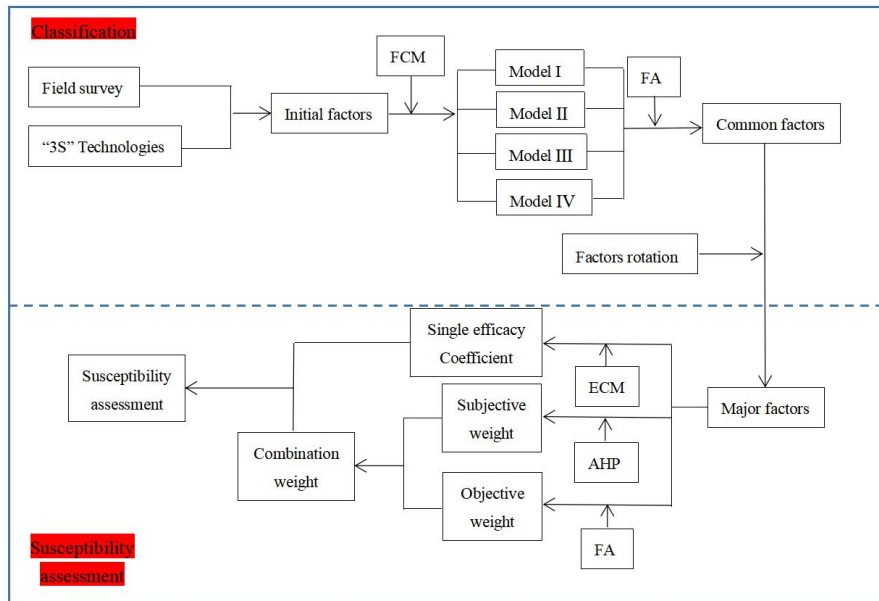 Classification
FCM
Model I
FA
Field survey
Initial factors
Model II
Common factors
“3S” Technologies
Model III
Model IV
Factors rotation
Single efficacy
Coefficient
Susceptibility
assessment
ECM
Major factors
Subjective
weight
Combination
weight
AHP
Objective
weight
FA
Susceptibility
assessment